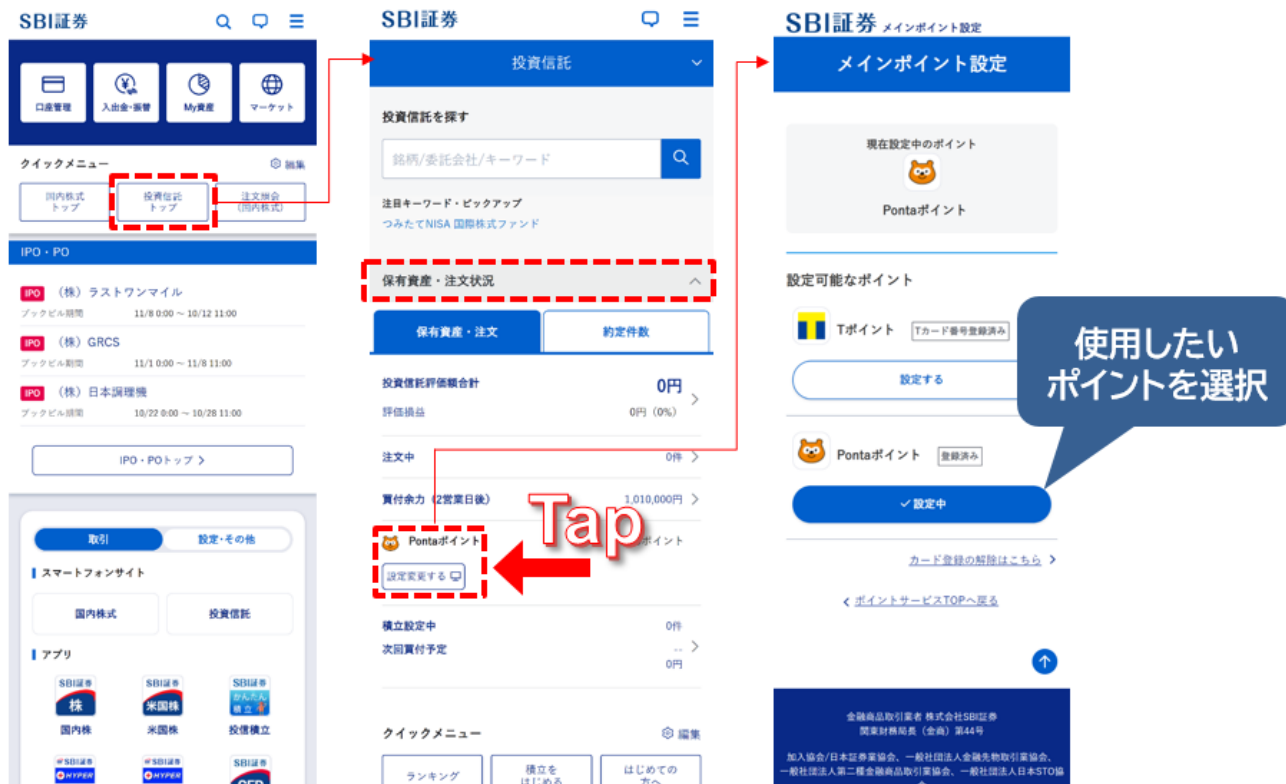 SBI証券
口座管理
入出金・振替
My資産
マーケット
クイックメニュー
編集
国内株式
トップ
投資信託
トップ
注文照会
(国内株式)
IPO・PO
IPO (株) ラストワンマイル
ブックビル期間 11/8 0:00 ～ 10/12 11:00
IPO (株) GRCS
ブックビル期間 11/1 0:00 ～ 11/8 11:00
IPO (株) 日本調理機
ブックビル期間 10/22 0:00 ～ 10/28 11:00
IPO・POトップ
取引
設定・その他
スマートフォンサイト
国内株式
投資信託
アプリ
SBI証券
株
国内株
SBI証券
米国株
米国株
SBI証券
かんたん
積立
投信積立
SBI証券
HYPER
SBI証券
HYPER
SBI証券
CFD
SBI証券
投資信託
投資信託を探す
銘柄/委託会社/キーワード
注目キーワード・ピックアップ
つみたてNISA 国際株式ファンド
保有資産・注文状況
保有資産・注文
約定件数
投資信託評価額合計 0円
評価損益 0円 (0%)
注文中 0件
買付余力 (2営業日後) 1,010,000円
Pontaポイント
ポイント
設定変更する
Tap
積立設定中 0件
次回買付予定 --
0円
クイックメニュー
編集
ランキング
積立を
はじめる
はじめての
方へ
SBI証券 メインポイント設定
メインポイント設定
現在設定中のポイント
Pontaポイント
設定可能なポイント
Tポイント Tカード番号登録済み
設定する
Pontaポイント 登録済み
設定中
使用したい
ポイントを選択
カード登録の解除はこちら
ポイントサービスTOPへ戻る
金融商品取引業者 株式会社SBI証券
関東財務局長 (金商) 第44号
加入協会/日本証券業協会、一般社団法人金融先物取引業協会、
一般社団法人第二種金融商品取引業協会、一般社団法人日本STO協